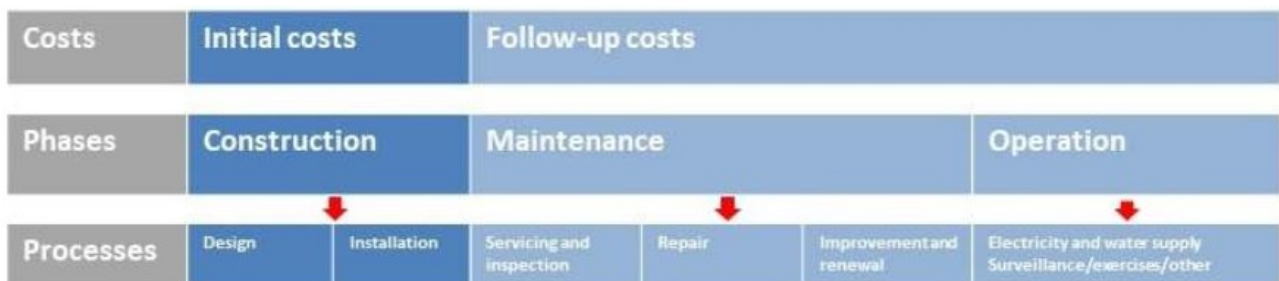 Costs Initial costs Follow-up costs
Phases Construction Maintenance Operation
Processes Design Installation Servicing and Repair Improvement and Electricity and water supply
inspection renewal Surveillance/exercises/other